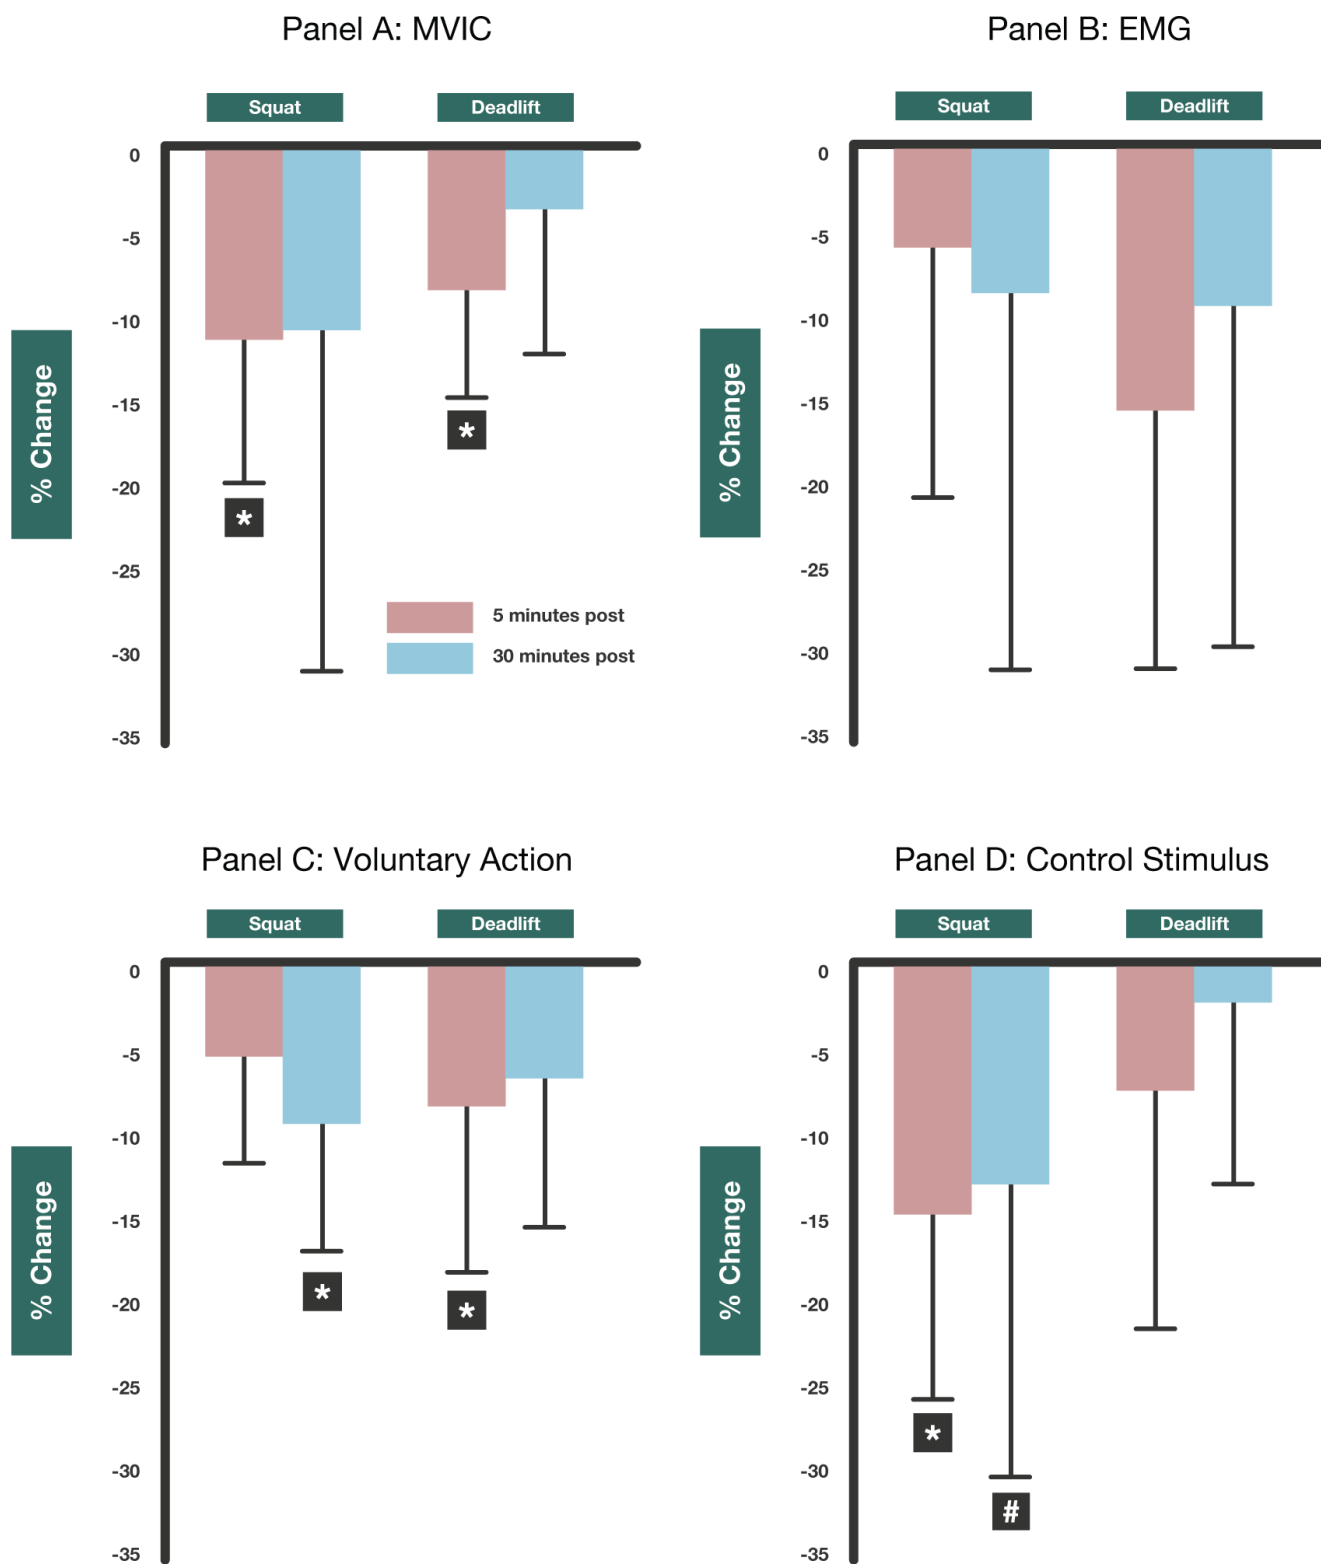 Panel A: MVIC
Squat
Deadlift
0
-5
-10
-15
-20
-25
-30
-35
% Change
*
*
5 minutes post
30 minutes post
Panel B: EMG
Squat
Deadlift
0
-5
-10
-15
-20
-25
-30
-35
% Change
Panel C: Voluntary Action
Squat
Deadlift
0
-5
-10
-15
-20
-25
-30
-35
% Change
*
*
Panel D: Control Stimulus
Squat
Deadlift
0
-5
-10
-15
-20
-25
-30
-35
% Change
*
#